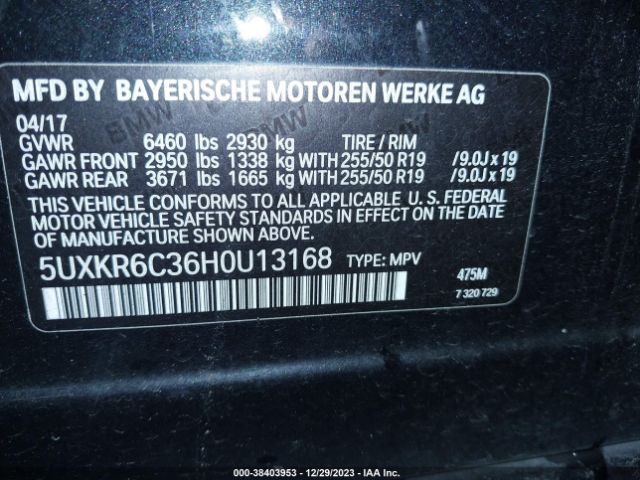 MFD BY BAYERISCHE MOTOREN WERKE AG
04/17
GVWR 6460 lbs 2930 kg TIRE / RIM
GAWR FRONT 2950 lbs 1338 kg WITH 255/50 R19 /9.0J x 19
GAWR REAR 3671 lbs 1665 kg WITH 255/50 R19 /9.0J x 19
THIS VEHICLE CONFORMS TO ALL APPLICABLE U. S. FEDERAL
MOTOR VEHICLE SAFETY STANDARDS IN EFFECT ON THE DATE
OF MANUFACTURE SHOWN ABOVE.
5UXKR6C36H0U13168 TYPE: MPV
475M
7 320 729
BMW BMW BMW
000-38403953 - 12/29/2023 - IAA Inc.